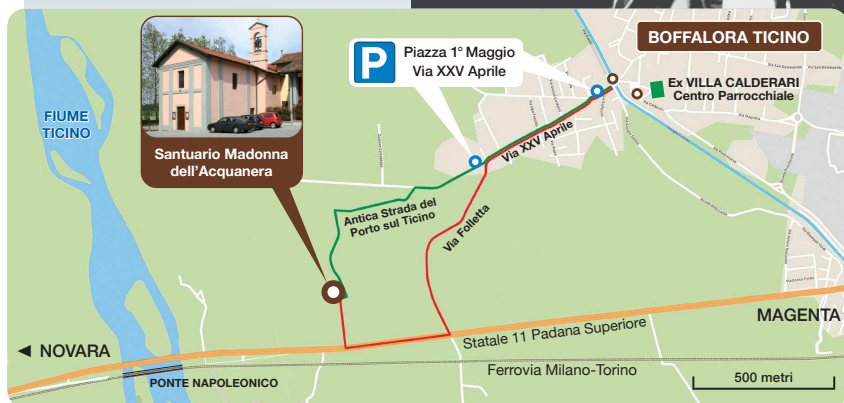 BOFFALORA TICINO
P
Piazza 1° Maggio
Via XXV Aprile
Ex VILLA CALDERARI
Centro Parrocchiale
FIUME
TICINO
Santuario Madonna
dell'Acquanera
Via XXV Aprile
Antica Strada del
Porto sul Ticino
Via Folletta
MAGENTA
Statale 11 Padana Superiore
◄ NOVARA
Ferrovia Milano-Torino
PONTE NAPOLEONICO
500 metri